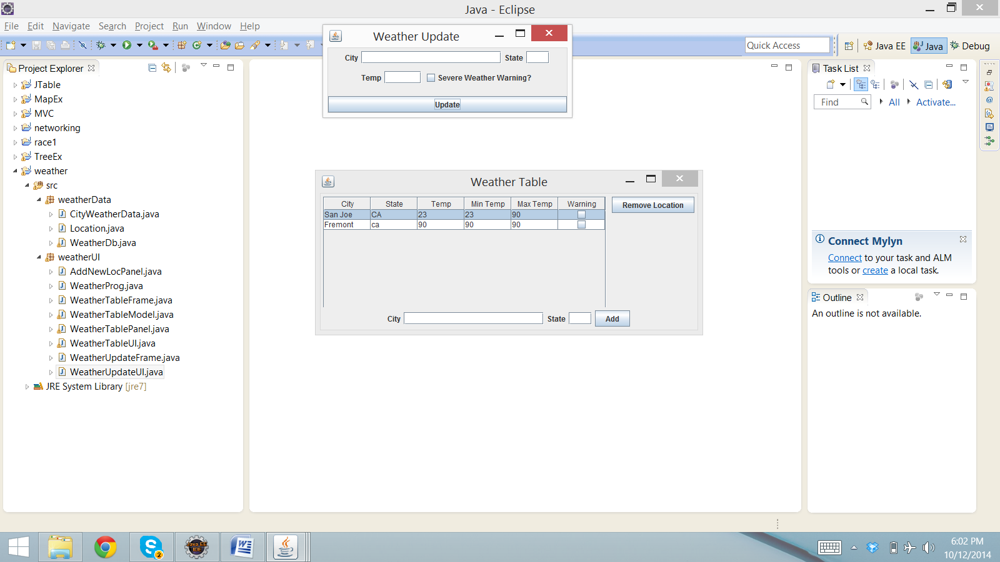 Java - Eclipse
File Edit Navigate Search Project Run Window Help
Quick Access
Java EE Java Debug
Project Explorer
JTable
MapEx
MVC
networking
race1
TreeEx
weather
src
weatherData
CityWeatherData.java
Location.java
WeatherDb.java
weatherUI
AddNewLocPanel.java
WeatherProg.java
WeatherTableFrame.java
WeatherTableModel.java
WeatherTablePanel.java
WeatherTableUI.java
WeatherUpdateFrame.java
WeatherUpdateUI.java
JRE System Library [jre7]
Weather Update
City State
Temp Severe Weather Warning?
Update
Weather Table
City State Temp Min Temp Max Temp Warning
San Joe CA 23 23 90
Fremont ca 90 90 90
Remove Location
City State Add
Task List
Find All Activate...
Connect Mylyn
Connect to your task and ALM
tools or create a local task.
Outline
An outline is not available.
2
Java EE
IDE
W
6:02 PM
10/12/2014